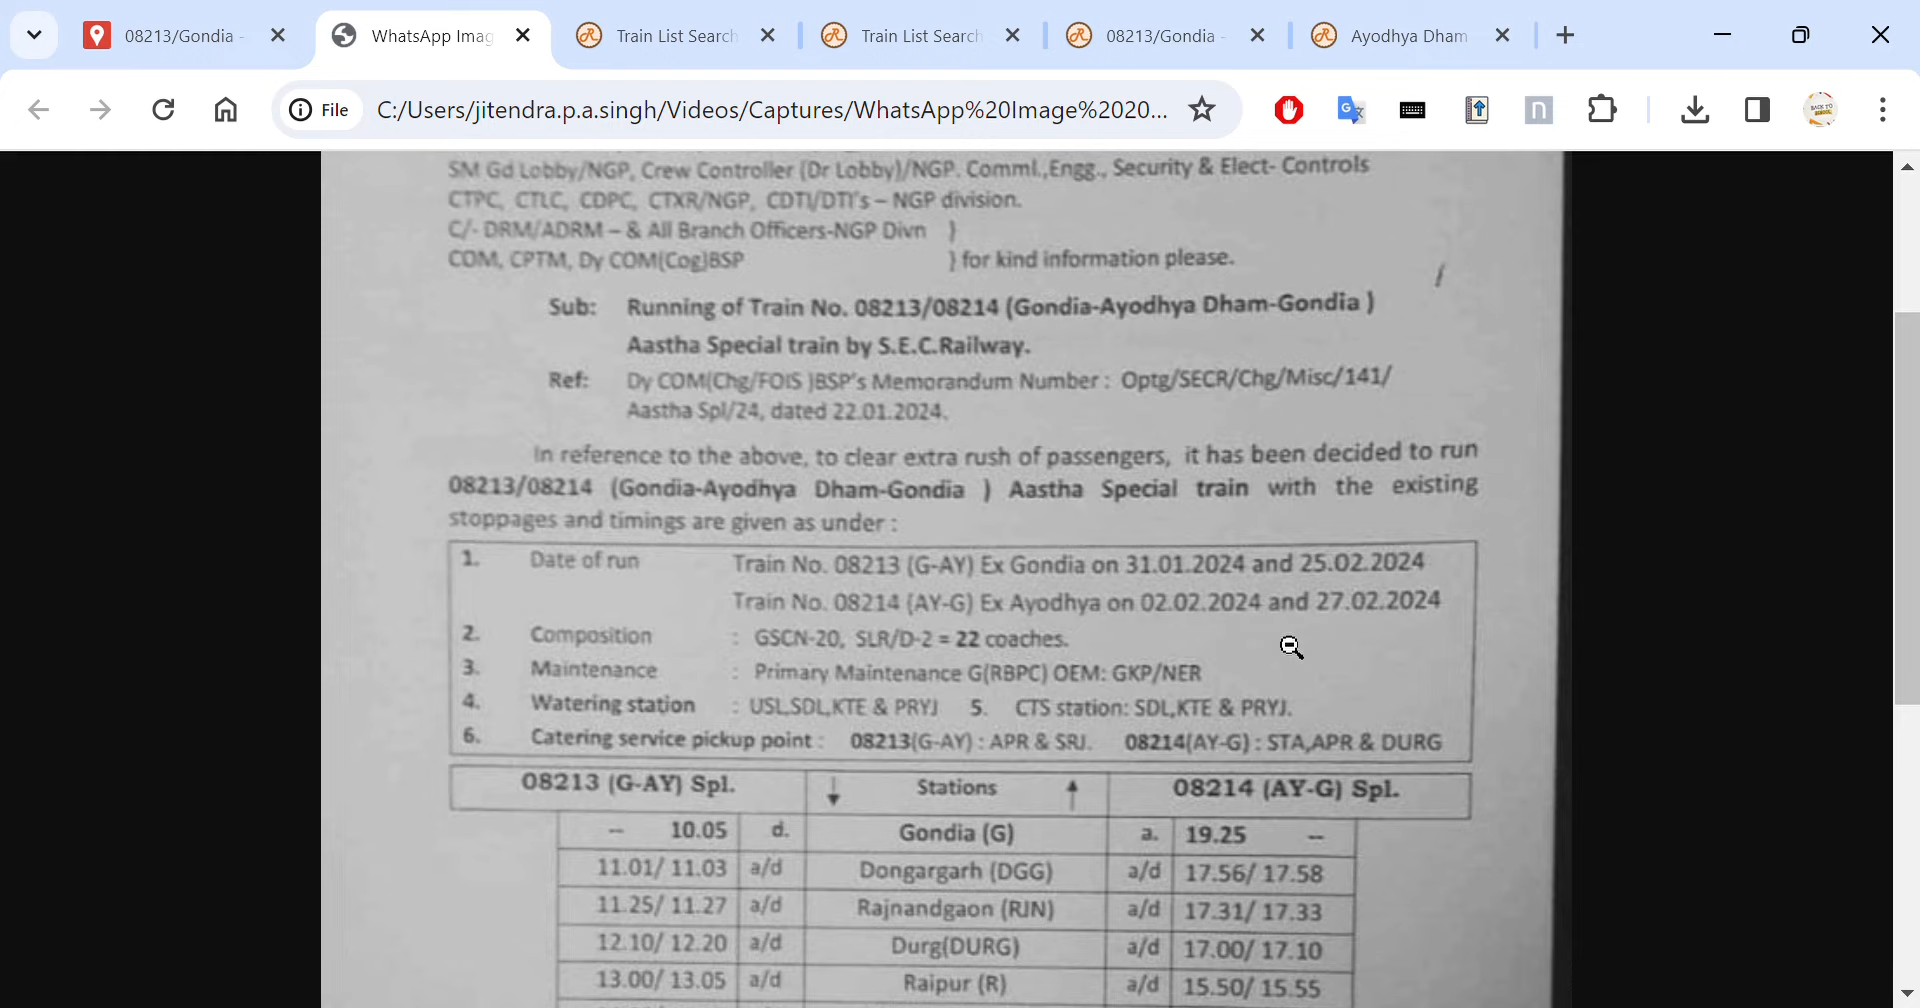 08213/Gondia -
WhatsApp Imag
Train List Search
Train List Search
08213/Gondia -
Ayodhya Dham
File
C:/Users/jitendra.p.a.singh/Videos/Captures/WhatsApp%20Image%2020...
SM Gd Lobby/NGP, Crew Controller (Dr Lobby)/NGP. Comml.,Engg., Security & Elect- Controls
CTPC, CTLC, CDPC, CTXR/NGP, CDTI/DTI's – NGP division.
C/- DRM/ADRM – & All Branch Officers-NGP Divn }
COM, CPTM, Dy COM(Cog)BSP } for kind information please.
Sub: Running of Train No. 08213/08214 (Gondia-Ayodhya Dham-Gondia )
Aastha Special train by S.E.C.Railway.
Ref: Dy COM(Chg/FOIS )BSP's Memorandum Number : Optg/SECR/Chg/Misc/141/
Aastha Spl/24, dated 22.01.2024.
In reference to the above, to clear extra rush of passengers, it has been decided to run
08213/08214 (Gondia-Ayodhya Dham-Gondia ) Aastha Special train with the existing
stoppages and timings are given as under :
1. Date of run Train No. 08213 (G-AY) Ex Gondia on 31.01.2024 and 25.02.2024
Train No. 08214 (AY-G) Ex Ayodhya on 02.02.2024 and 27.02.2024
2. Composition : GSCN-20, SLR/D-2 = 22 coaches.
3. Maintenance : Primary Maintenance G(RBPC) OEM: GKP/NER
4. Watering station : USL,SDL,KTE & PRYJ 5. CTS station: SDL,KTE & PRYJ.
6. Catering service pickup point : 08213(G-AY) : APR & SRJ. 08214(AY-G) : STA,APR & DURG
08213 (G-AY) Spl. ↓ Stations ↑ 08214 (AY-G) Spl.
-- 10.05 d. Gondia (G) a. 19.25 --
11.01/ 11.03 a/d Dongargarh (DGG) a/d 17.56/ 17.58
11.25/ 11.27 a/d Rajnandgaon (RJN) a/d 17.31/ 17.33
12.10/ 12.20 a/d Durg(DURG) a/d 17.00/ 17.10
13.00/ 13.05 a/d Raipur (R) a/d 15.50/ 15.55